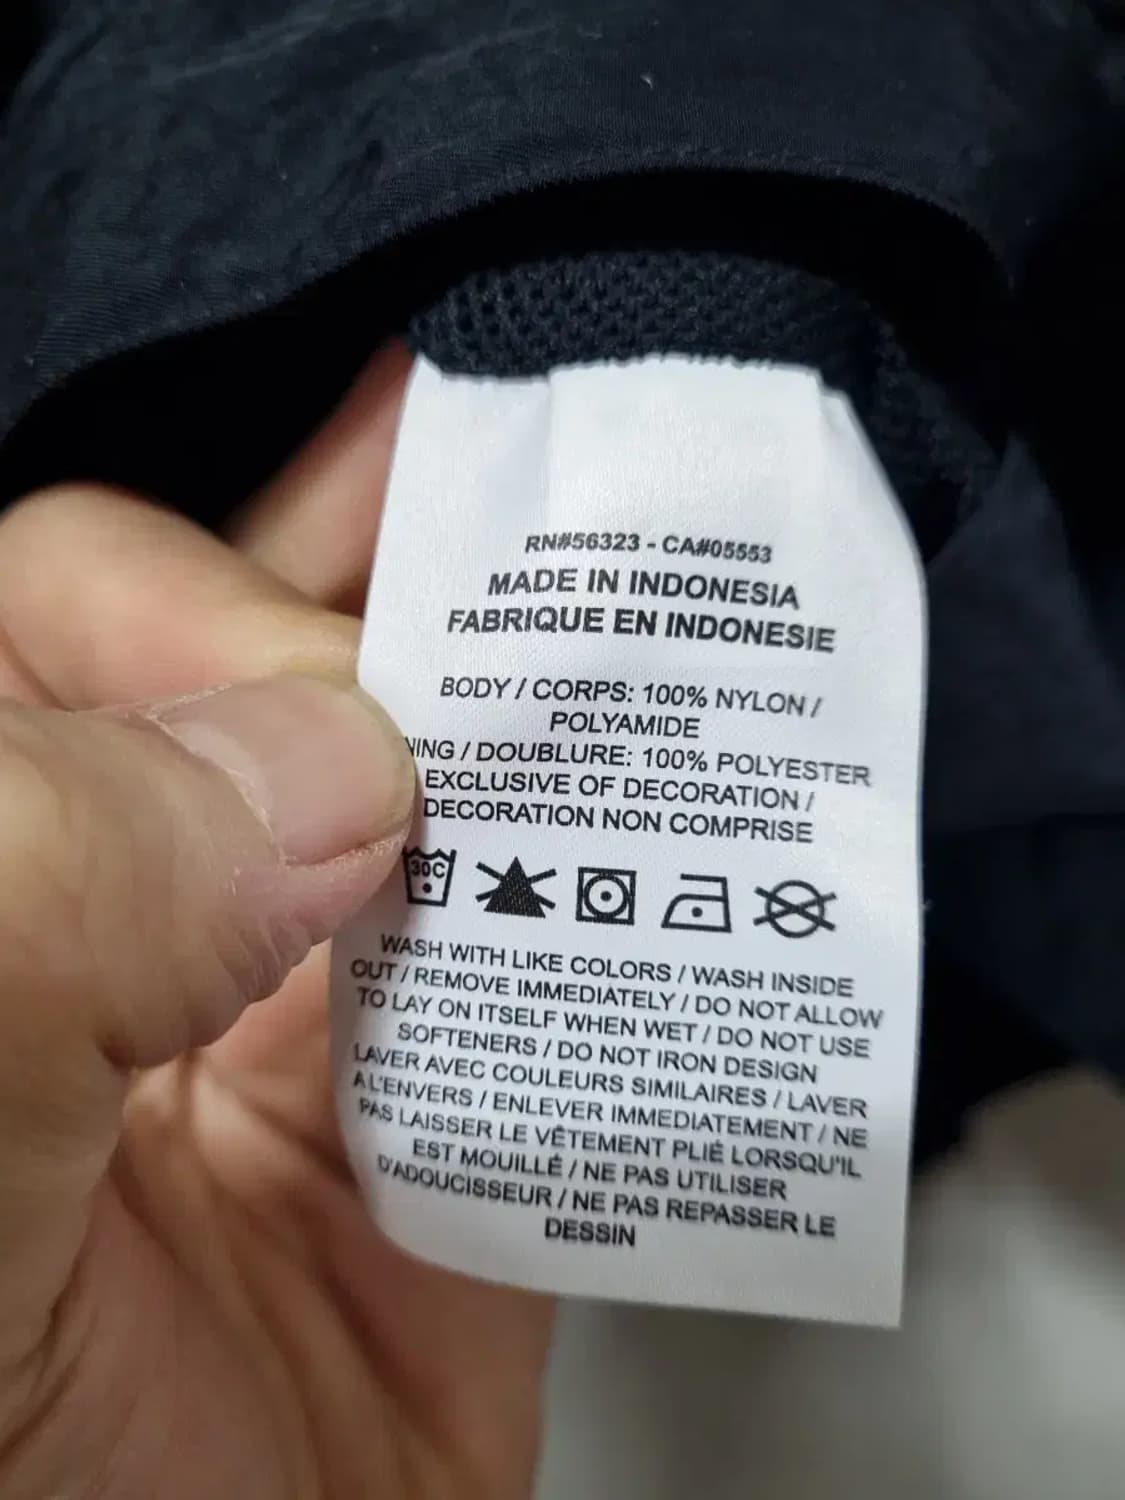 RN#56323 - CA#05553
MADE IN INDONESIA
FABRIQUE EN INDONESIE
BODY / CORPS: 100% NYLON /
POLYAMIDE
/ DOUBLURE: 100% POLYESTER
EXCLUSIVE OF DECORATION /
DECORATION NON COMPRISE
30C
WASH WITH LIKE COLORS / WASH INSIDE
OUT / REMOVE IMMEDIATELY / DO NOT ALLOW
TO LAY ON ITSELF WHEN WET / DO NOT USE
SOFTENERS / DO NOT IRON DESIGN
LAVER AVEC COULEURS SIMILAIRES / LAVER
A L'ENVERS / ENLEVER IMMEDIATEMENT / NE
PAS LAISSER LE VÊTEMENT PLIÉ LORSQU'IL
EST MOUILLÉ / NE PAS UTILISER
D'ADOUCISSEUR / NE PAS REPASSER LE
DESSIN